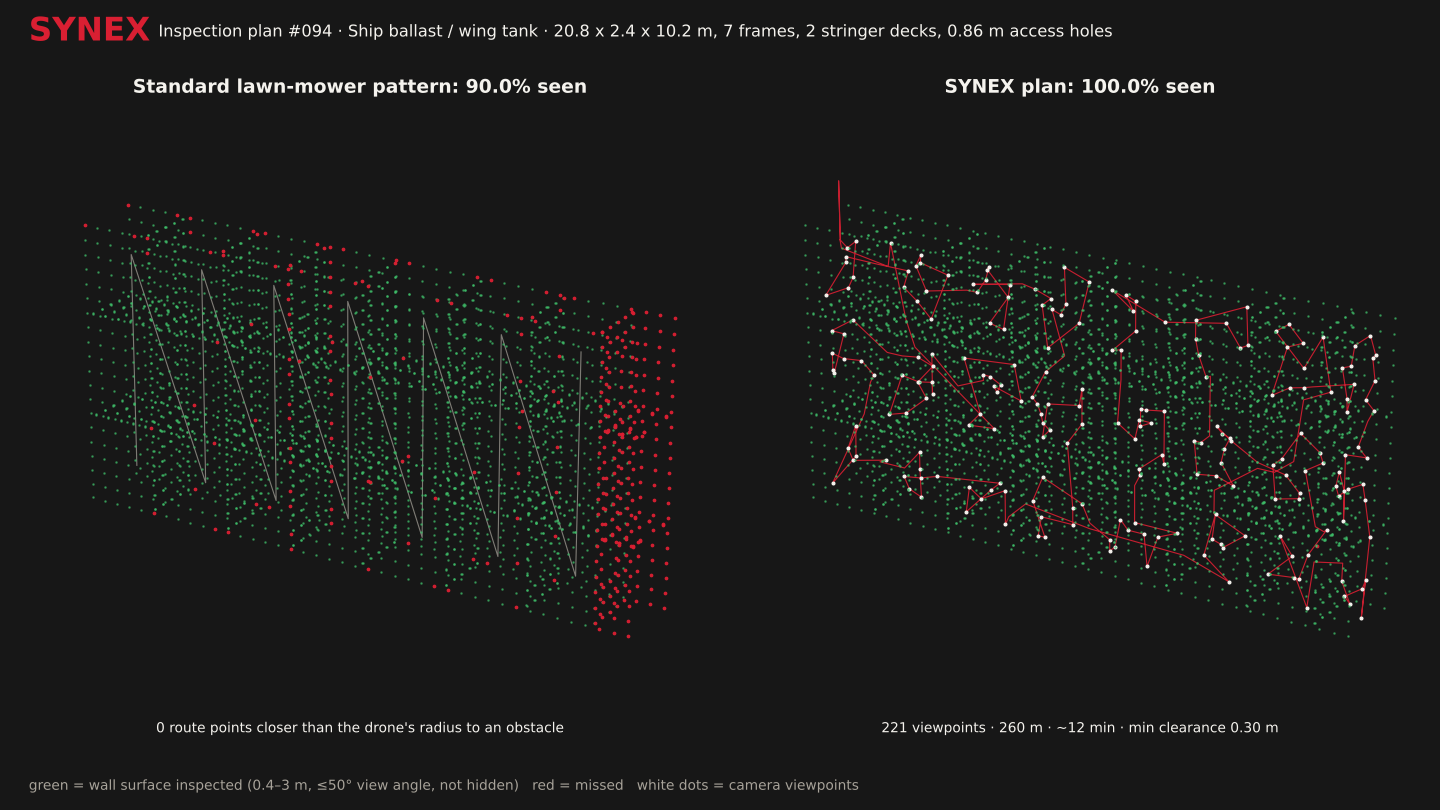 SYNEX Inspection plan #094 · Ship ballast / wing tank · 20.8 x 2.4 x 10.2 m, 7 frames, 2 stringer decks, 0.86 m access holes
Standard lawn-mower pattern: 90.0% seen
SYNEX plan: 100.0% seen
0 route points closer than the drone's radius to an obstacle
221 viewpoints · 260 m · ~12 min · min clearance 0.30 m
green = wall surface inspected (0.4–3 m, ≤50° view angle, not hidden)   red = missed   white dots = camera viewpoints